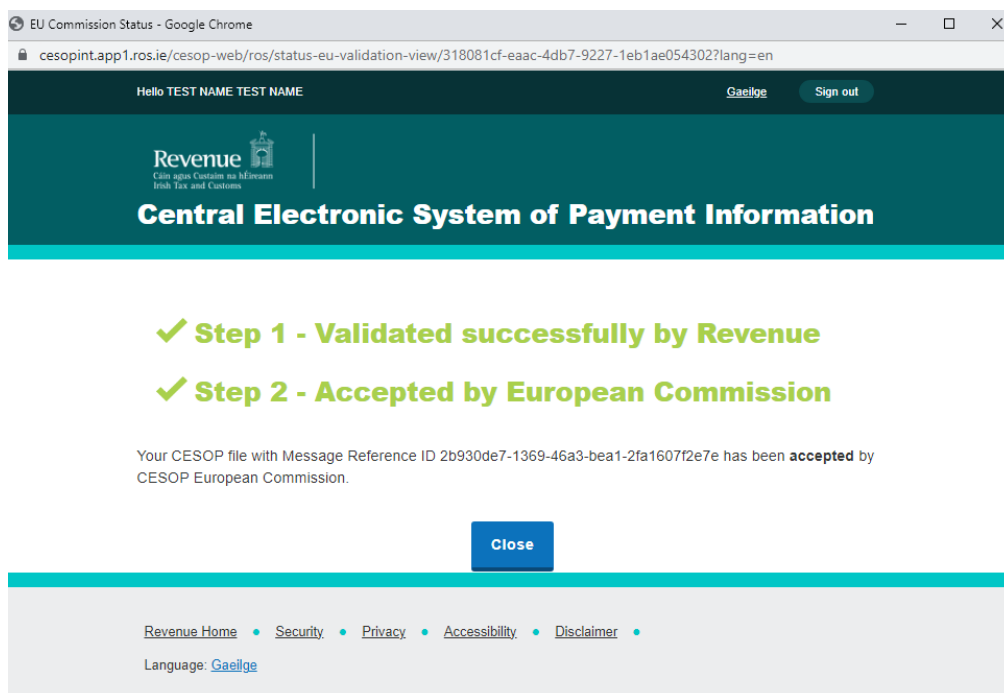 EU Commission Status - Google Chrome
cesopint.app1.ros.ie/cesop-web/ros/status-eu-validation-view/318081cf-eaac-4db7-9227-1eb1ae054302?lang=en
Hello TEST NAME TEST NAME Gaeilge Sign out
Revenue
Cáin agus Custaim na hÉireann
Irish Tax and Customs
Central Electronic System of Payment Information
Step 1 - Validated successfully by Revenue
Step 2 - Accepted by European Commission
Your CESOP file with Message Reference ID 2b930de7-1369-46a3-bea1-2fa1607f2e7e has been accepted by
CESOP European Commission.
Close
Revenue Home • Security • Privacy • Accessibility • Disclaimer •
Language: Gaeilge